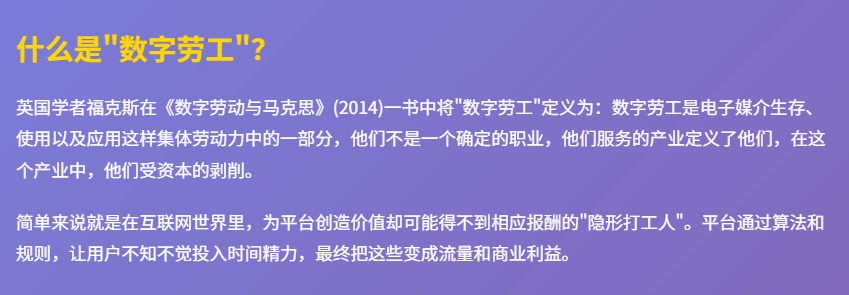 什么是"数字劳工"？
英国学者福克斯在《数字劳动与马克思》(2014)一书中将"数字劳工"定义为：数字劳工是电子媒介生存、
使用以及应用这样集体劳动力中的一部分，他们不是一个确定的职业，他们服务的产业定义了他们，在这
个产业中，他们受资本的剥削。
简单来说就是在互联网世界里，为平台创造价值却可能得不到相应报酬的"隐形打工人"。平台通过算法和
规则，让用户不知不觉投入时间精力，最终把这些变成流量和商业利益。